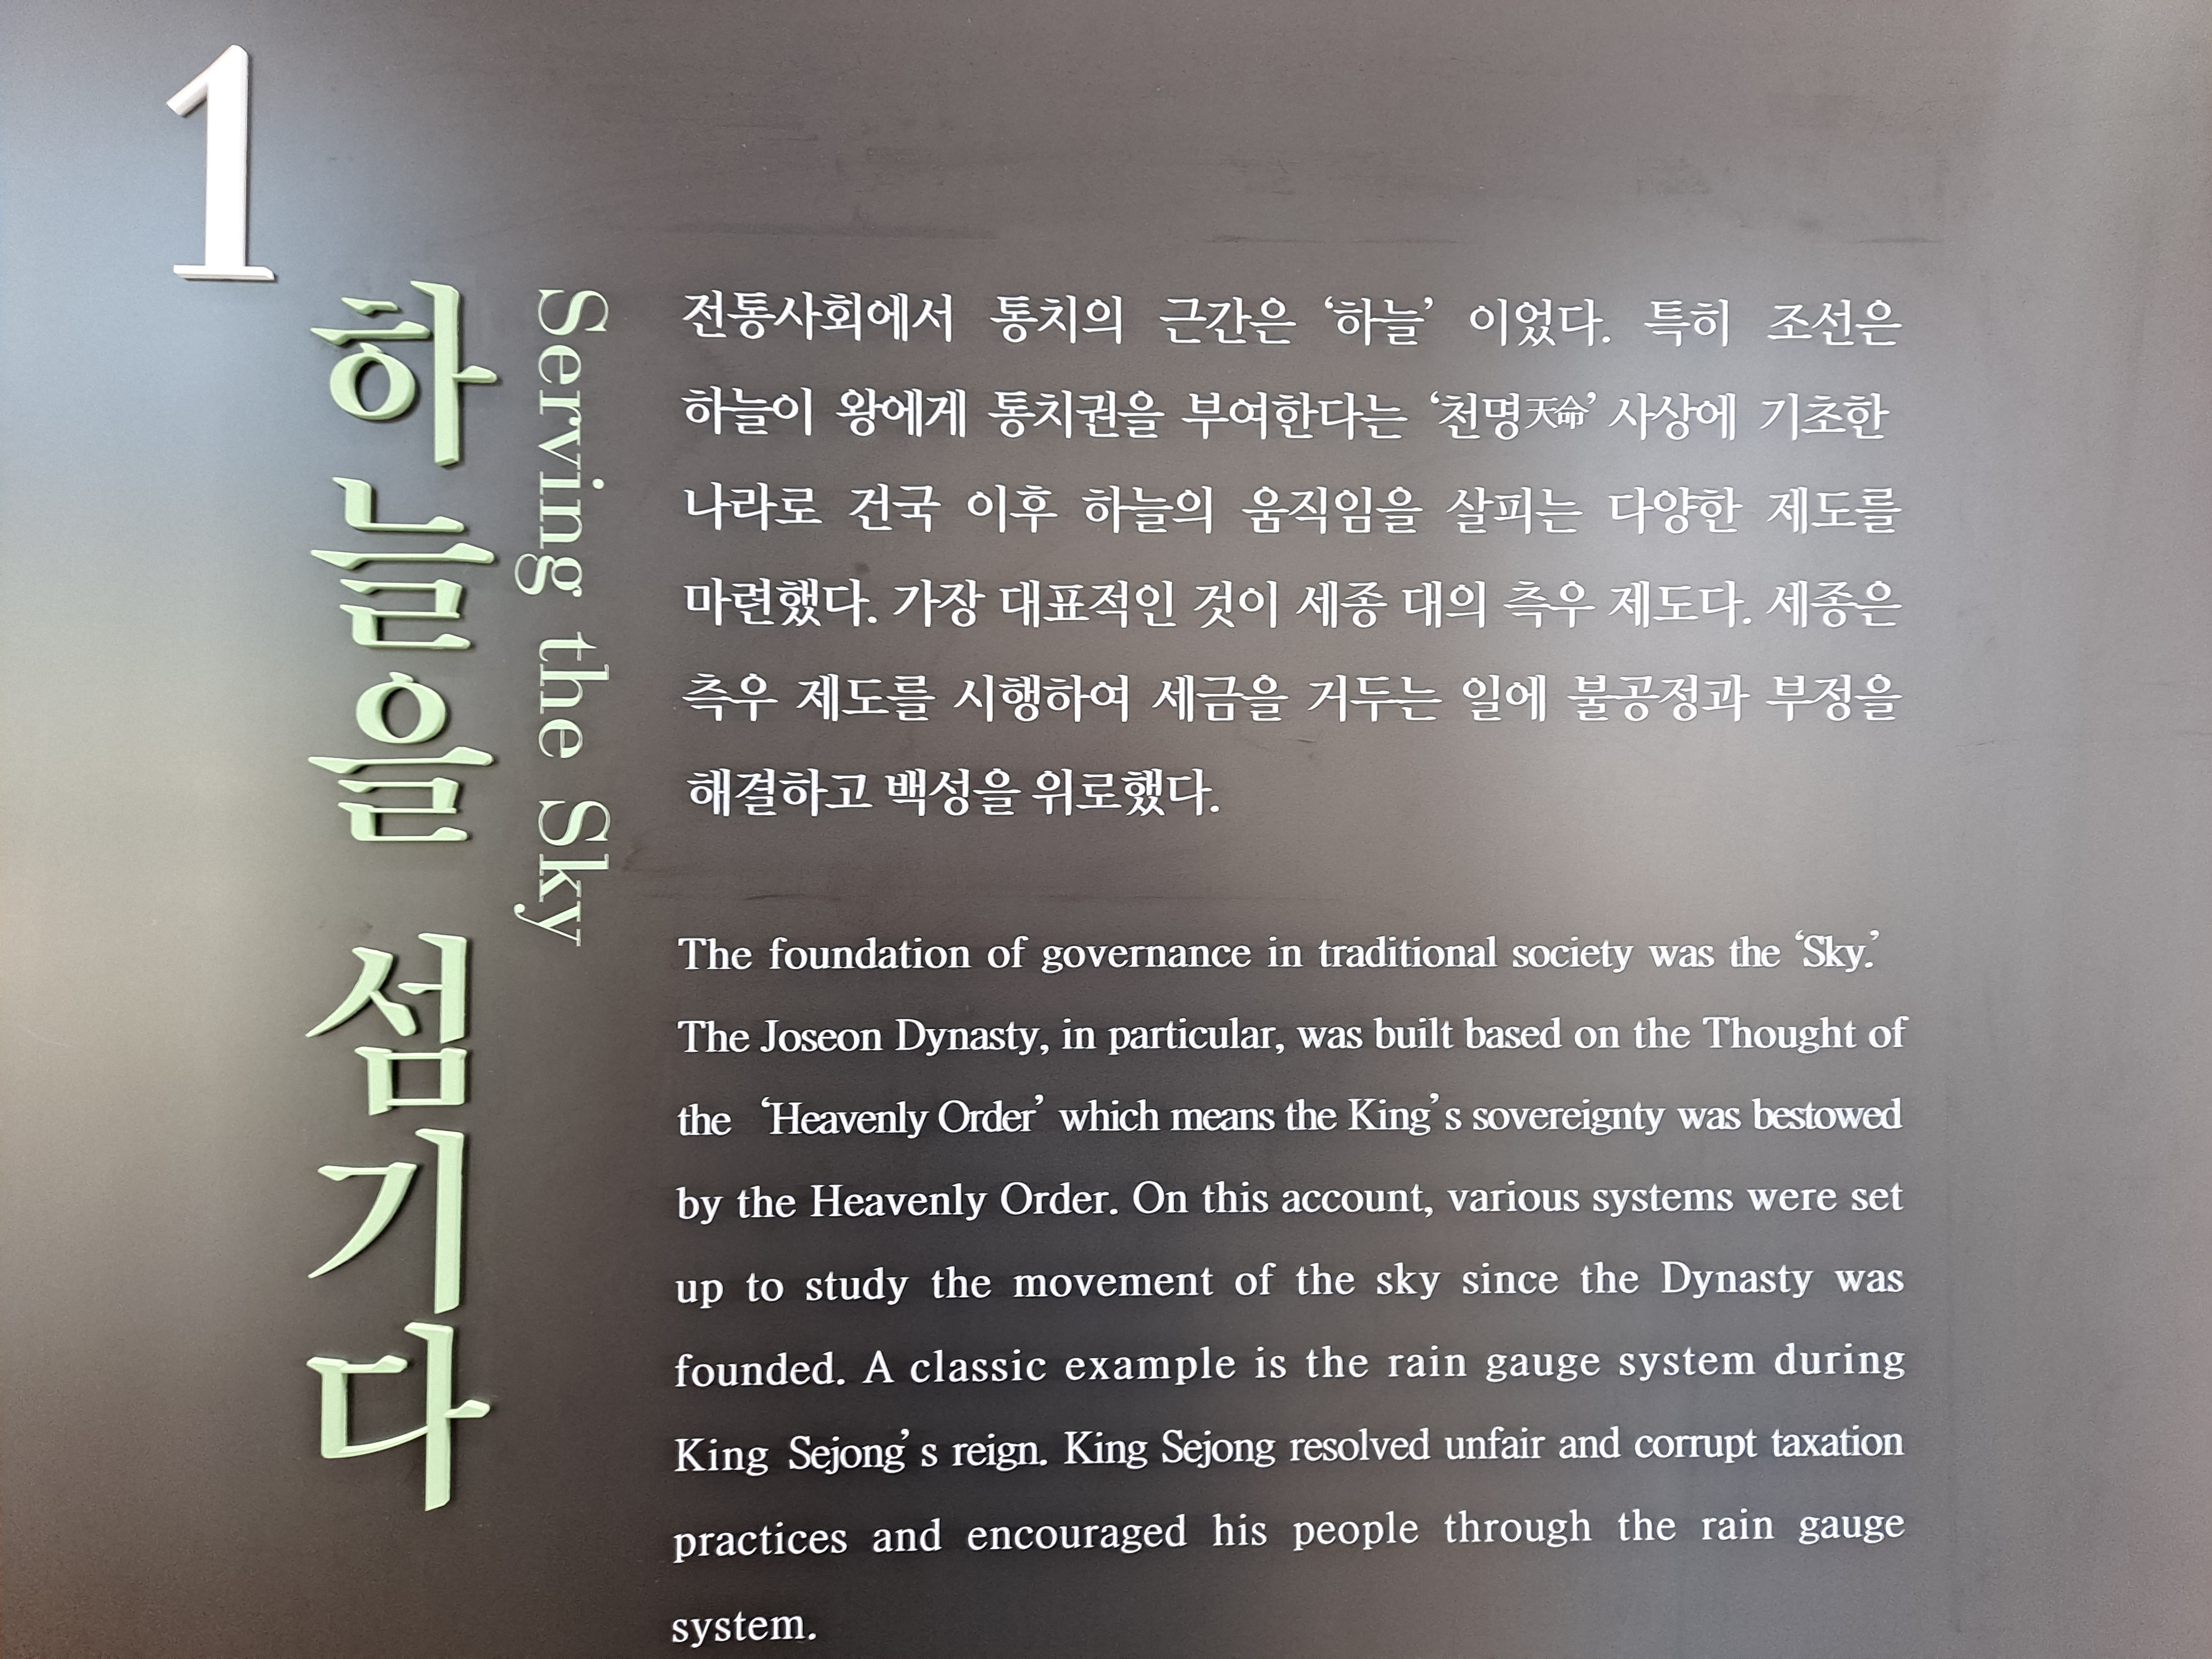 1
하늘을 섬기다
Serving the Sky
전통사회에서 통치의 근간은 ‘하늘’ 이었다. 특히 조선은
하늘이 왕에게 통치권을 부여한다는 ‘천명天命’ 사상에 기초한
나라로 건국 이후 하늘의 움직임을 살피는 다양한 제도를
마련했다. 가장 대표적인 것이 세종 대의 측우 제도다. 세종은
측우 제도를 시행하여 세금을 거두는 일에 불공정과 부정을
해결하고 백성을 위로했다.
The foundation of governance in traditional society was the ‘Sky.’
The Joseon Dynasty, in particular, was built based on the Thought of
the ‘Heavenly Order’ which means the King’s sovereignty was bestowed
by the Heavenly Order. On this account, various systems were set
up to study the movement of the sky since the Dynasty was
founded. A classic example is the rain gauge system during
King Sejong’s reign. King Sejong resolved unfair and corrupt taxation
practices and encouraged his people through the rain gauge
system.